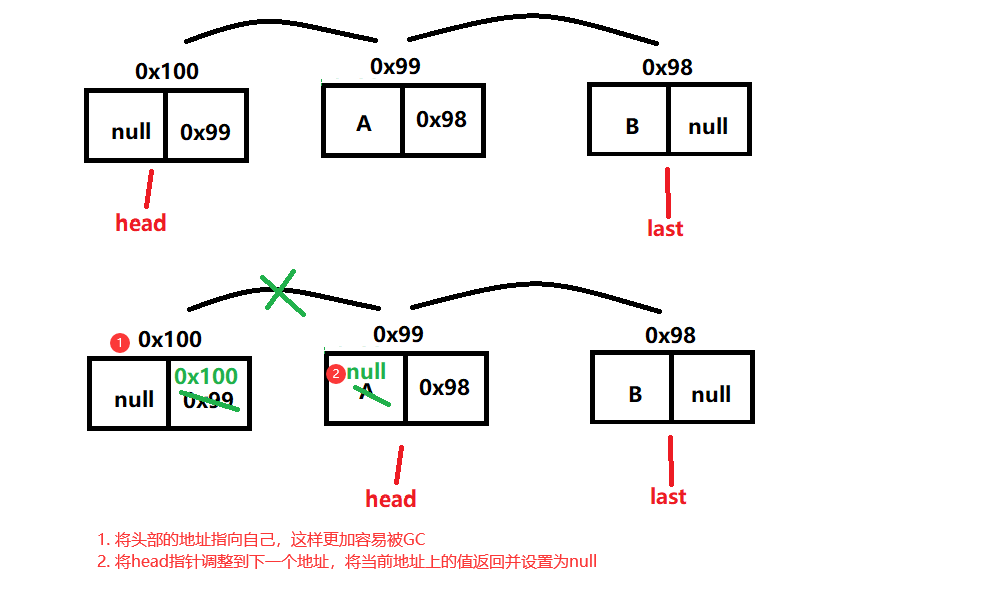 0x100 0x99 0x98
null 0x99 A 0x98 B null
head last
1 0x100 0x99 0x98
0x100 2 null
null 0x99 A 0x98 B null
head last
1. 将头部的地址指向自己，这样更加容易被GC
2. 将head指针调整到下一个地址，将当前地址上的值返回并设置为null